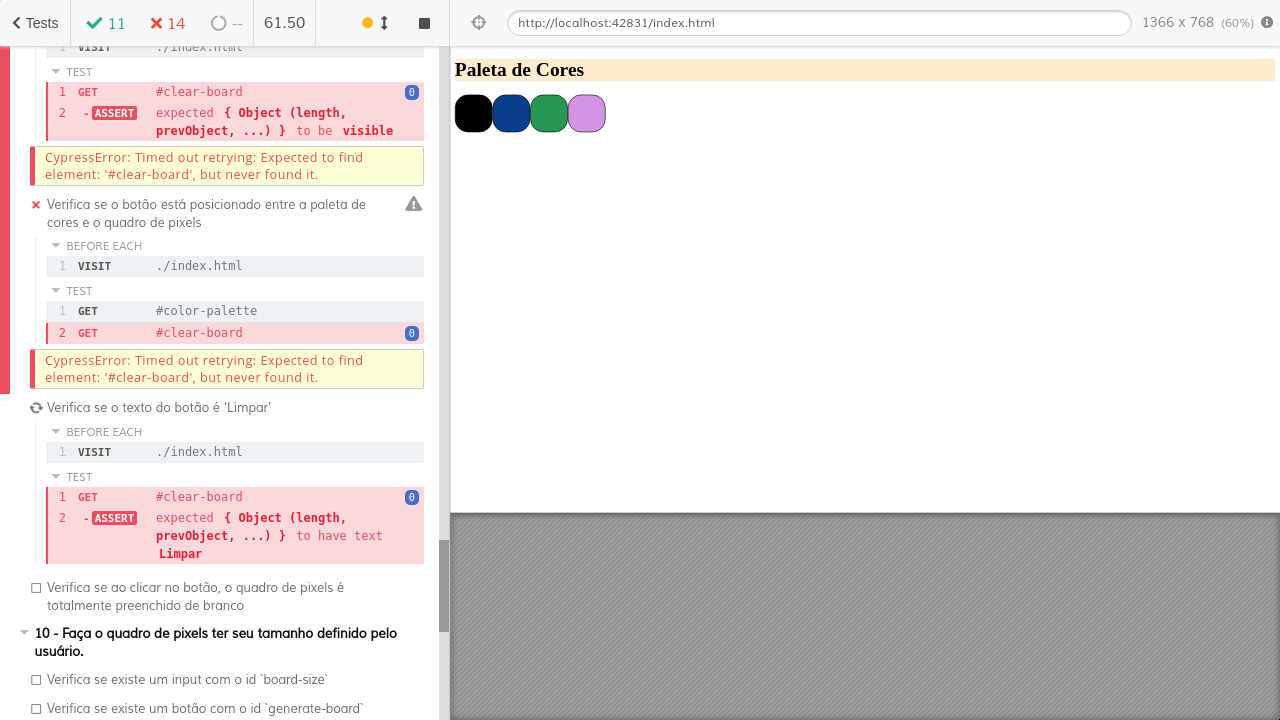 Tests 11 14 -- 61.50 http://localhost:42831/index.html 1366 x 768 (60%)
1 VISIT ./index.html
TEST
1 GET #clear-board 0
2 - ASSERT expected { Object (length,
prevObject, ...) } to be visible
CypressError: Timed out retrying: Expected to find
element: '#clear-board', but never found it.
Verifica se o botão está posicionado entre a paleta de
cores e o quadro de pixels
BEFORE EACH
1 VISIT ./index.html
TEST
1 GET #color-palette
2 GET #clear-board 0
CypressError: Timed out retrying: Expected to find
element: '#clear-board', but never found it.
Verifica se o texto do botão é 'Limpar'
BEFORE EACH
1 VISIT ./index.html
TEST
1 GET #clear-board 0
2 - ASSERT expected { Object (length,
prevObject, ...) } to have text
Limpar
Verifica se ao clicar no botão, o quadro de pixels é
totalmente preenchido de branco
10 - Faça o quadro de pixels ter seu tamanho definido pelo
usuário.
Verifica se existe um input com o id `board-size`
Verifica se existe um botão com o id `generate-board`
Paleta de Cores